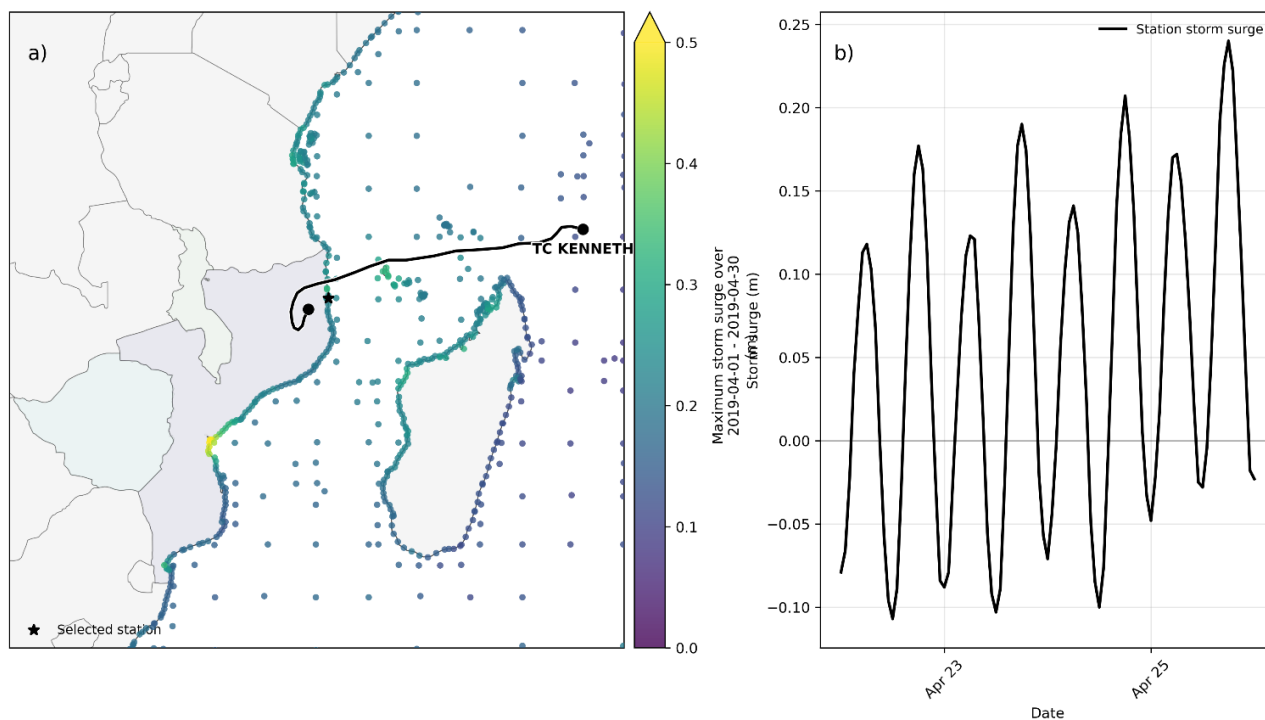 a)
TC KENNETH
Selected station
0.5
0.4
0.3
0.2
0.1
0.0
Maximum storm surge over
2019-04-01 - 2019-04-30
(m)
b)
Station storm surge
Storm surge (m)
0.25
0.20
0.15
0.10
0.05
0.00
−0.05
−0.10
Apr 23
Apr 25
Date